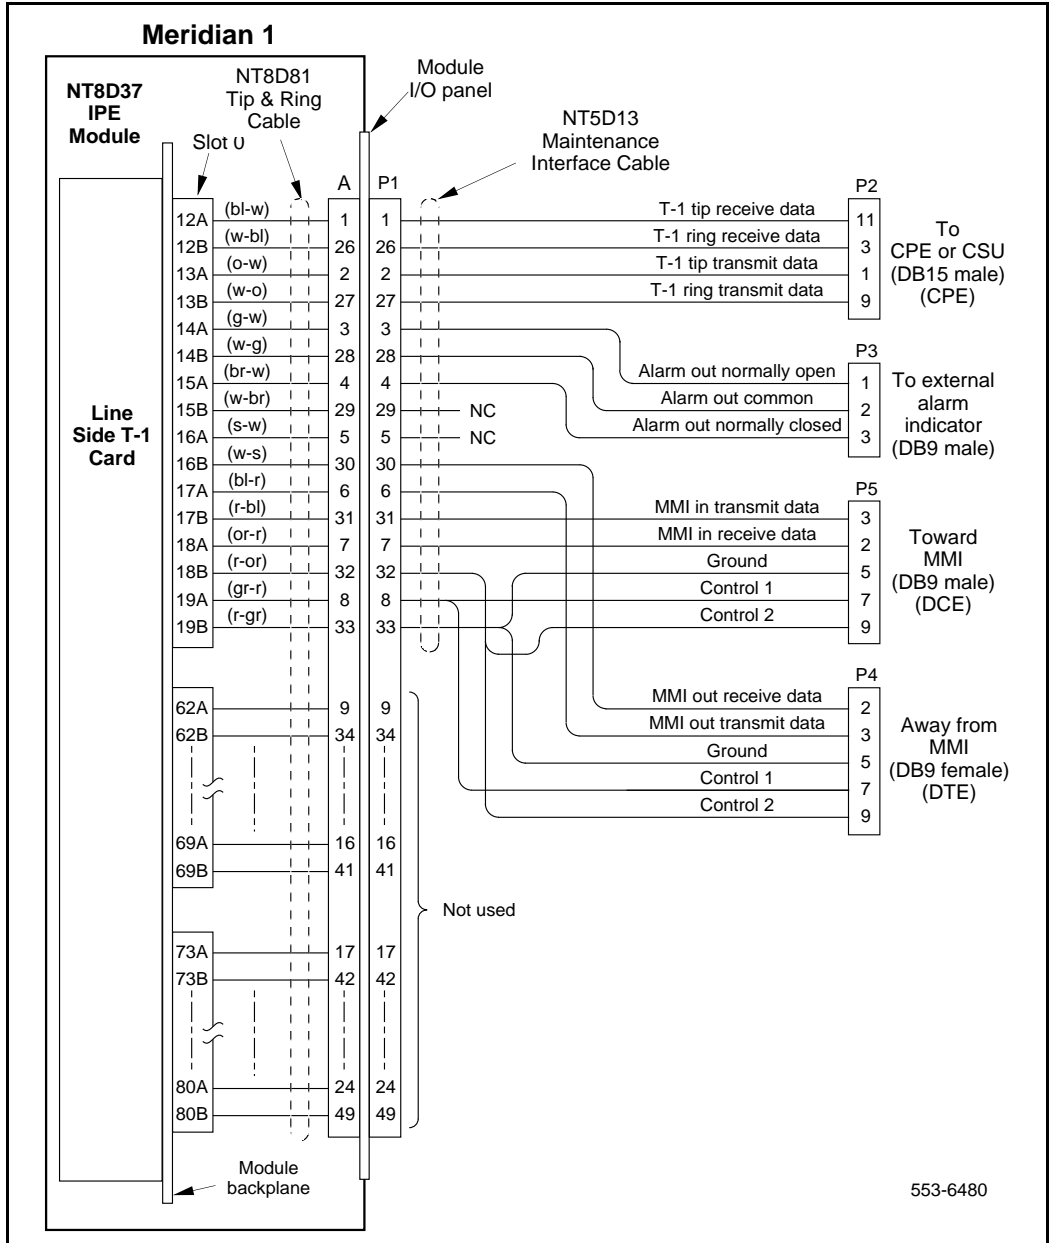 Meridian 1
NT8D37
IPE
Module
NT8D81
Tip & Ring
Cable
Slot 0
Module
I/O panel
NT5D13
Maintenance
Interface Cable
A P1
P2
12A (bl-w) 1 1 T-1 tip receive data 11
12B (w-bl) 26 26 T-1 ring receive data 3
13A (o-w) 2 2 T-1 tip transmit data 1
13B (w-o) 27 27 T-1 ring transmit data 9
To
CPE or CSU
(DB15 male)
(CPE)
14A (g-w) 3 3
14B (w-g) 28 28
15A (br-w) 4 4
15B (w-br) 29 29 NC
16A (s-w) 5 5 NC
16B (w-s) 30 30
17A (bl-r) 6 6
P3
Alarm out normally open 1
Alarm out common 2
Alarm out normally closed 3
To external
alarm
indicator
(DB9 male)
Line
Side T-1
Card
P5
17B (r-bl) 31 31 MMI in transmit data 3
18A (or-r) 7 7 MMI in receive data 2
18B (r-or) 32 32 Ground 5
19A (gr-r) 8 8 Control 1 7
19B (r-gr) 33 33 Control 2 9
Toward
MMI
(DB9 male)
(DCE)
P4
MMI out receive data 2
MMI out transmit data 3
Ground 5
Control 1 7
Control 2 9
Away from
MMI
(DB9 female)
(DTE)
62A 9 9
62B 34 34
69A 16 16
69B 41 41
Not used
73A 17 17
73B 42 42
80A 24 24
80B 49 49
Module
backplane
553-6480